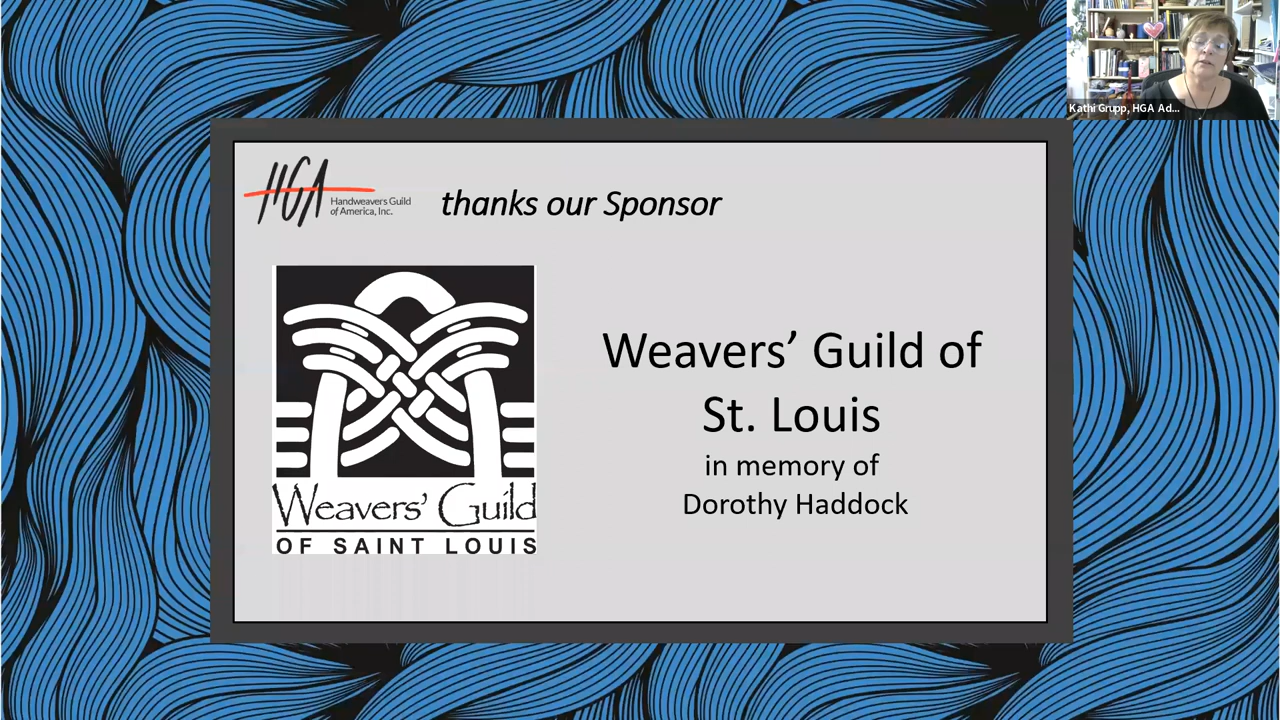 Kathi Grupp, HGA Ad...
HGA
Handweavers Guild
of America, Inc.
thanks our Sponsor
Weavers’ Guild of
St. Louis
in memory of
Dorothy Haddock
Weavers’ Guild
OF SAINT LOUIS